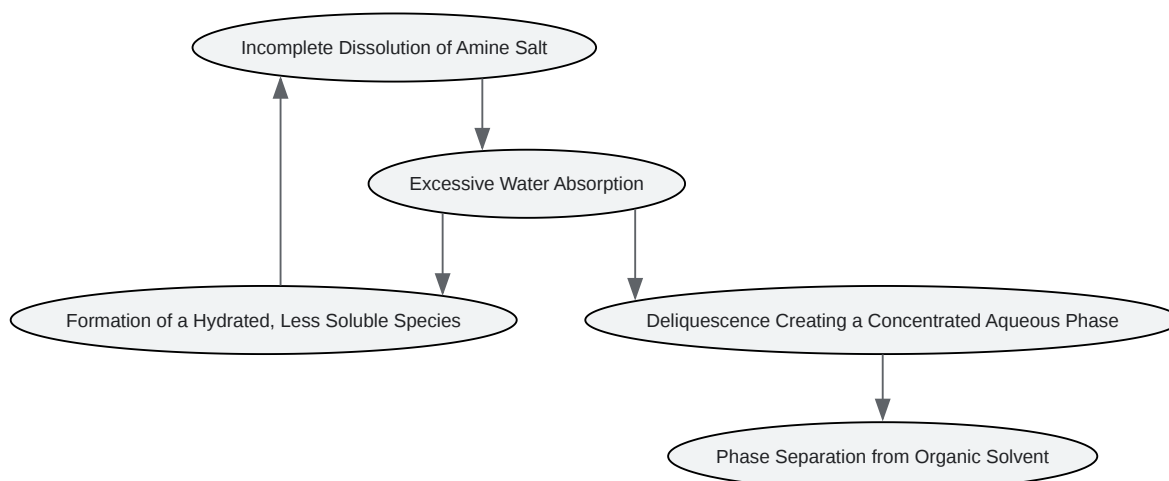 Incomplete Dissolution of Amine Salt
Excessive Water Absorption
Formation of a Hydrated, Less Soluble Species
Deliquescence Creating a Concentrated Aqueous Phase
Phase Separation from Organic Solvent